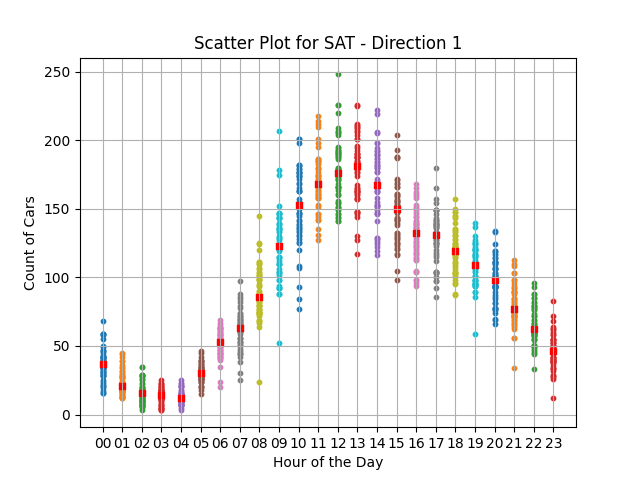 Scatter Plot for SAT - Direction 1
250
200
150
100
50
0
Count of Cars
00 01 02 03 04 05 06 07 08 09 10 11 12 13 14 15 16 17 18 19 20 21 22 23
Hour of the Day